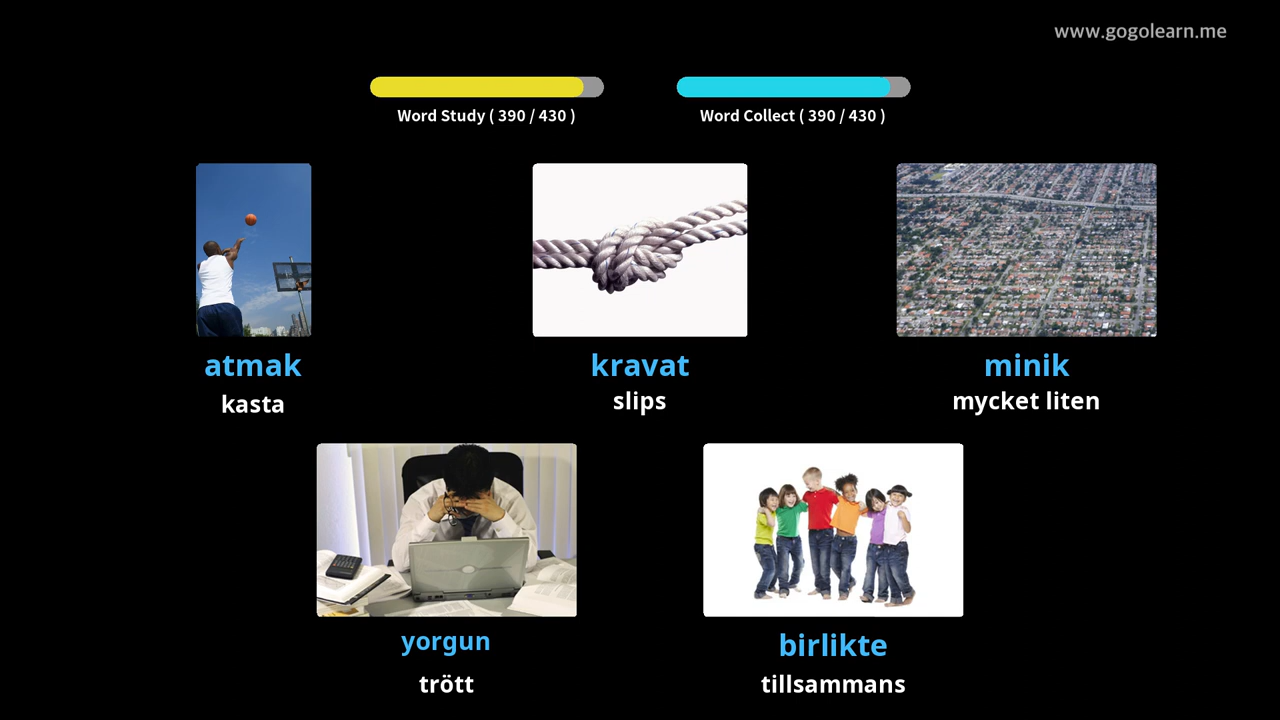 www.gogolearn.me
Word Study ( 390 / 430 )
Word Collect ( 390 / 430 )
atmak
kasta
kravat
slips
minik
mycket liten
yorgun
trött
birlikte
tillsammans